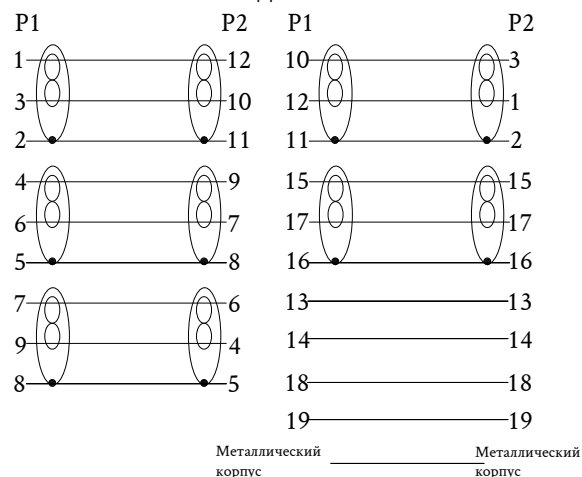 P1 P2 P1 P2
1 12 10 3
3 10 12 1
2 11 11 2
4 9 15 15
6 7 17 17
5 8 16 16
7 6 13 13
9 4 14 14
8 5 18 18
19 19
Металлический Металлический
корпус корпус